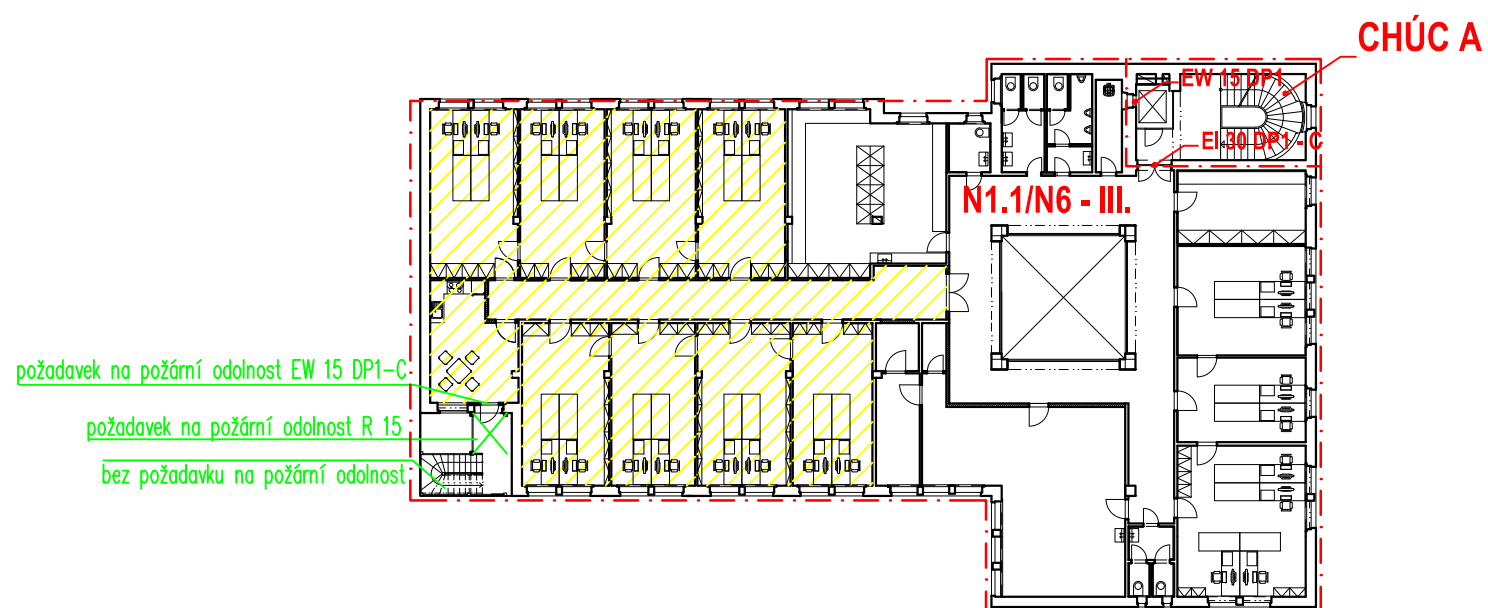 CHÚC A
EW 15 DP1
EI 30 DP1 - C
N1.1/N6 - III.
požadavek na požární odolnost EW 15 DP1-C
požadavek na požární odolnost R 15
bez požadavku na požární odolnost